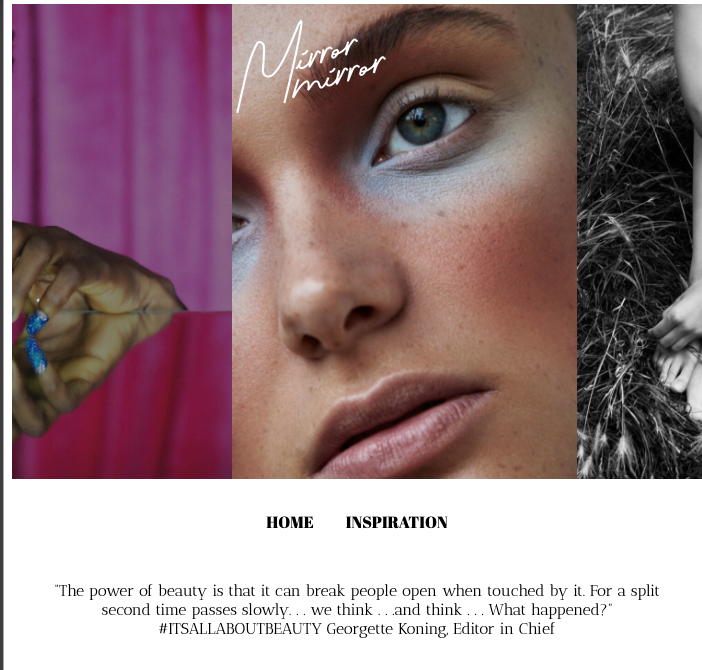 Mirror
mirror
HOME INSPIRATION
"The power of beauty is that it can break people open when touched by it. For a split
second time passes slowly. . . we think . . .and think . . . What happened?"
#ITSALLABOUTBEAUTY Georgette Koning, Editor in Chief